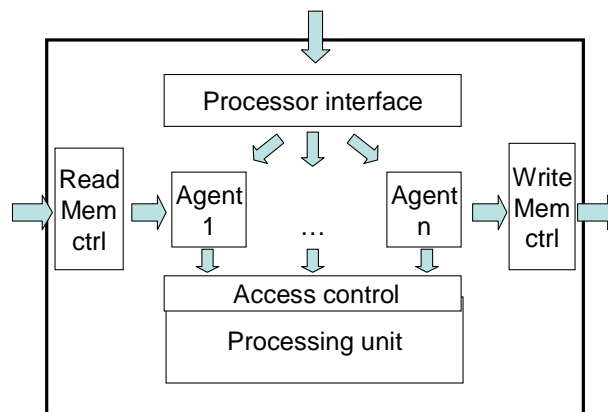 Processor interface
Read
Mem
ctrl
Agent
1
…
Agent
n
Write
Mem
ctrl
Access control
Processing unit